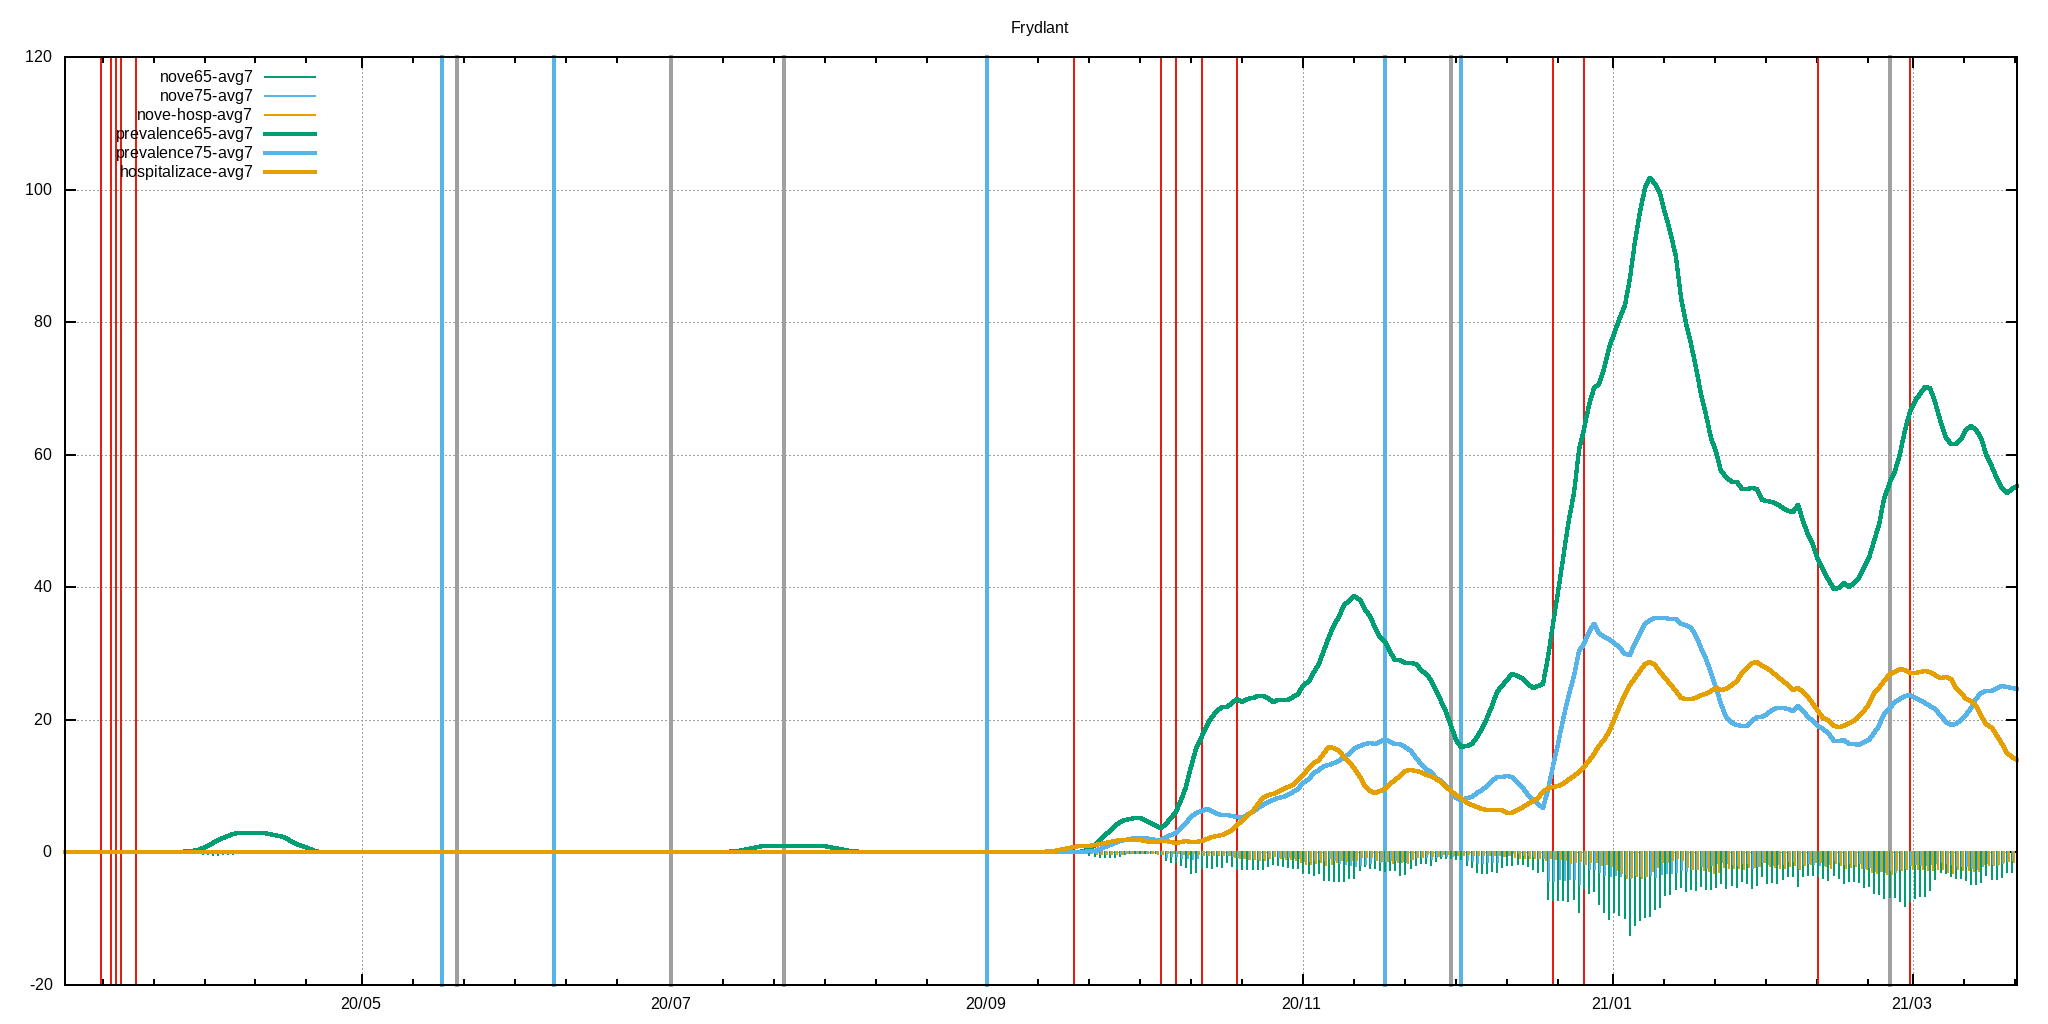 Frydlant
120
100
80
60
40
20
0
-20
nove65-avg7
nove75-avg7
nove-hosp-avg7
prevalence65-avg7
prevalence75-avg7
hospitalizace-avg7
20/05 20/07 20/09 20/11 21/01 21/03